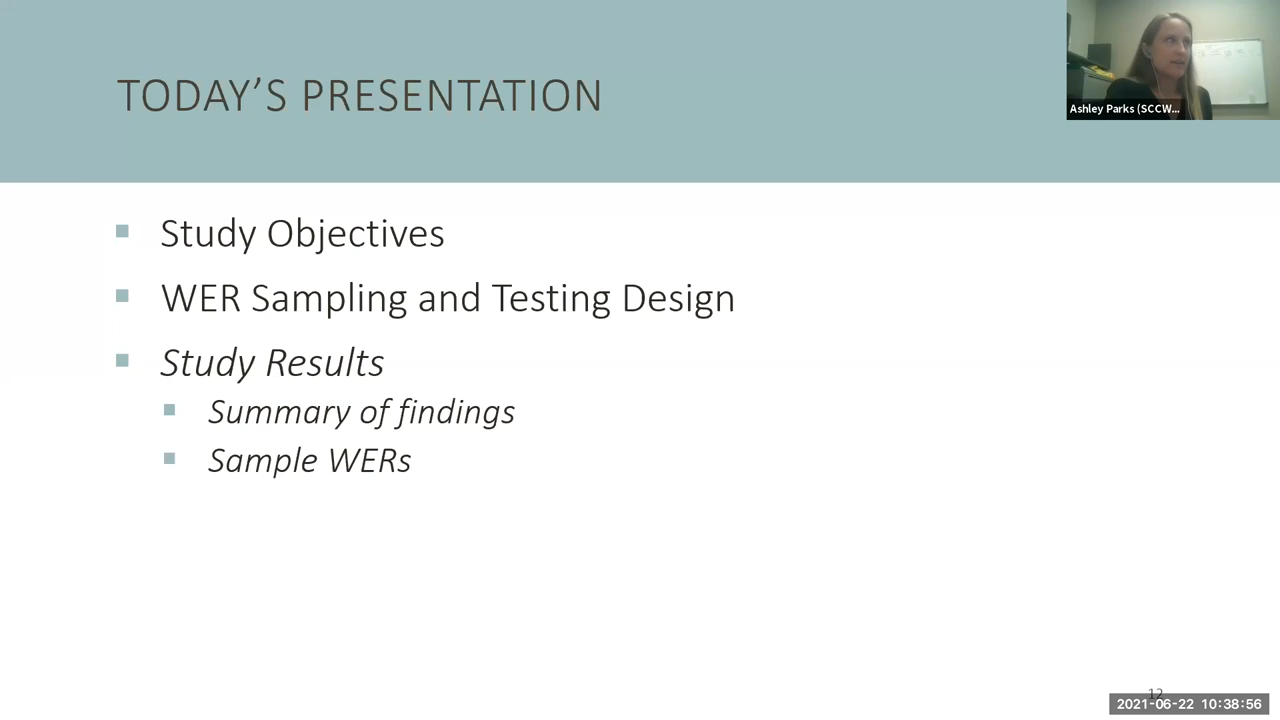 TODAY’S PRESENTATION
Ashley Parks (SCCW...
Study Objectives
WER Sampling and Testing Design
Study Results
Summary of findings
Sample WERs
12
2021-06-22 10:38:56